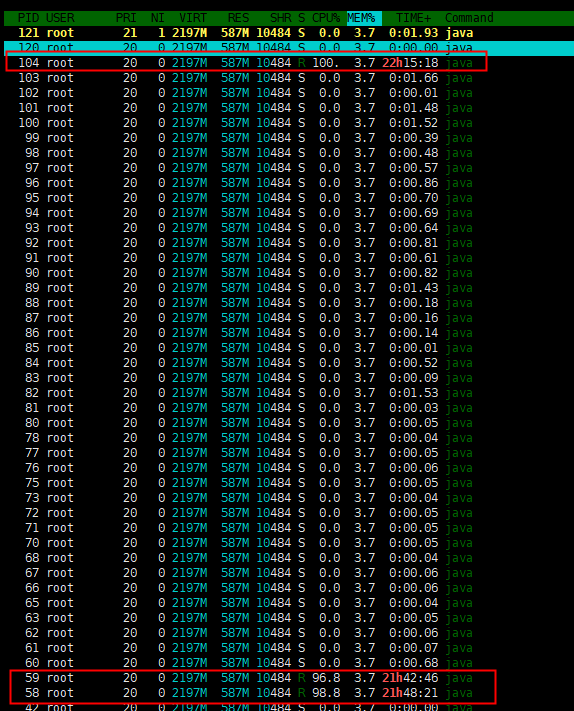 PID USER PRI NI VIRT RES SHR S CPU% MEM% TIME+ Command
121 root 21 1 2197M 587M 10484 S 0.0 3.7 0:01.93 java
120 root 20 0 2197M 587M 10484 S 0.0 3.7 0:00.00 java
104 root 20 0 2197M 587M 10484 R 100. 3.7 22h15:18 java
103 root 20 0 2197M 587M 10484 S 0.0 3.7 0:01.66 java
102 root 20 0 2197M 587M 10484 S 0.0 3.7 0:00.01 java
101 root 20 0 2197M 587M 10484 S 0.0 3.7 0:01.48 java
100 root 20 0 2197M 587M 10484 S 0.0 3.7 0:01.52 java
99 root 20 0 2197M 587M 10484 S 0.0 3.7 0:00.39 java
98 root 20 0 2197M 587M 10484 S 0.0 3.7 0:00.48 java
97 root 20 0 2197M 587M 10484 S 0.0 3.7 0:00.57 java
96 root 20 0 2197M 587M 10484 S 0.0 3.7 0:00.86 java
95 root 20 0 2197M 587M 10484 S 0.0 3.7 0:00.70 java
94 root 20 0 2197M 587M 10484 S 0.0 3.7 0:00.69 java
93 root 20 0 2197M 587M 10484 S 0.0 3.7 0:00.64 java
92 root 20 0 2197M 587M 10484 S 0.0 3.7 0:00.81 java
91 root 20 0 2197M 587M 10484 S 0.0 3.7 0:00.61 java
90 root 20 0 2197M 587M 10484 S 0.0 3.7 0:00.82 java
89 root 20 0 2197M 587M 10484 S 0.0 3.7 0:01.43 java
88 root 20 0 2197M 587M 10484 S 0.0 3.7 0:00.18 java
87 root 20 0 2197M 587M 10484 S 0.0 3.7 0:00.16 java
86 root 20 0 2197M 587M 10484 S 0.0 3.7 0:00.14 java
85 root 20 0 2197M 587M 10484 S 0.0 3.7 0:00.01 java
84 root 20 0 2197M 587M 10484 S 0.0 3.7 0:00.52 java
83 root 20 0 2197M 587M 10484 S 0.0 3.7 0:00.09 java
82 root 20 0 2197M 587M 10484 S 0.0 3.7 0:01.53 java
81 root 20 0 2197M 587M 10484 S 0.0 3.7 0:00.03 java
80 root 20 0 2197M 587M 10484 S 0.0 3.7 0:00.05 java
78 root 20 0 2197M 587M 10484 S 0.0 3.7 0:00.04 java
77 root 20 0 2197M 587M 10484 S 0.0 3.7 0:00.05 java
76 root 20 0 2197M 587M 10484 S 0.0 3.7 0:00.06 java
75 root 20 0 2197M 587M 10484 S 0.0 3.7 0:00.05 java
73 root 20 0 2197M 587M 10484 S 0.0 3.7 0:00.04 java
72 root 20 0 2197M 587M 10484 S 0.0 3.7 0:00.05 java
71 root 20 0 2197M 587M 10484 S 0.0 3.7 0:00.05 java
70 root 20 0 2197M 587M 10484 S 0.0 3.7 0:00.05 java
68 root 20 0 2197M 587M 10484 S 0.0 3.7 0:00.04 java
67 root 20 0 2197M 587M 10484 S 0.0 3.7 0:00.06 java
66 root 20 0 2197M 587M 10484 S 0.0 3.7 0:00.06 java
65 root 20 0 2197M 587M 10484 S 0.0 3.7 0:00.04 java
63 root 20 0 2197M 587M 10484 S 0.0 3.7 0:00.05 java
62 root 20 0 2197M 587M 10484 S 0.0 3.7 0:00.06 java
61 root 20 0 2197M 587M 10484 S 0.0 3.7 0:00.07 java
60 root 20 0 2197M 587M 10484 S 0.0 3.7 0:00.68 java
59 root 20 0 2197M 587M 10484 R 96.8 3.7 21h42:46 java
58 root 20 0 2197M 587M 10484 R 98.8 3.7 21h48:21 java
42 root 20 0 2197M 587M 10484 S 0.0 3.7 java